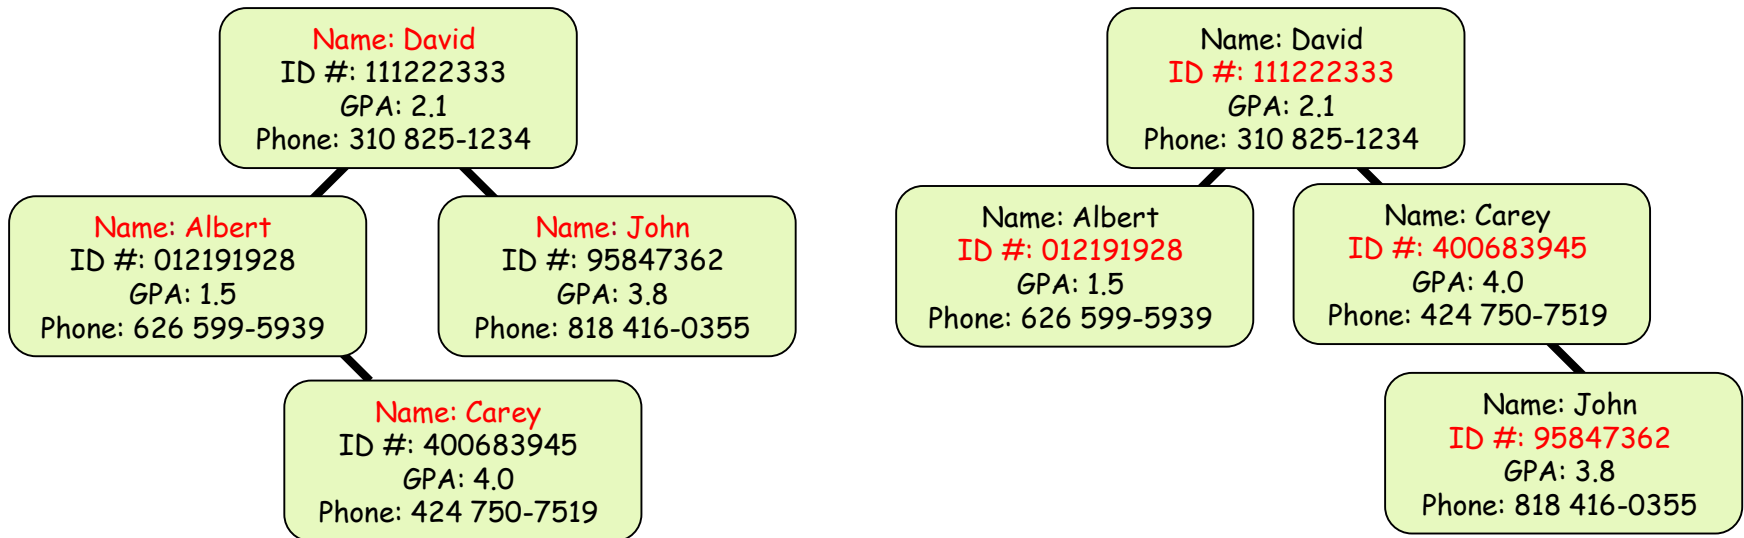 Name: David
ID #: 111222333
GPA: 2.1
Phone: 310 825-1234
Name: Albert
ID #: 012191928
GPA: 1.5
Phone: 626 599-5939
Name: John
ID #: 95847362
GPA: 3.8
Phone: 818 416-0355
Name: Carey
ID #: 400683945
GPA: 4.0
Phone: 424 750-7519
Name: David
ID #: 111222333
GPA: 2.1
Phone: 310 825-1234
Name: Albert
ID #: 012191928
GPA: 1.5
Phone: 626 599-5939
Name: Carey
ID #: 400683945
GPA: 4.0
Phone: 424 750-7519
Name: John
ID #: 95847362
GPA: 3.8
Phone: 818 416-0355